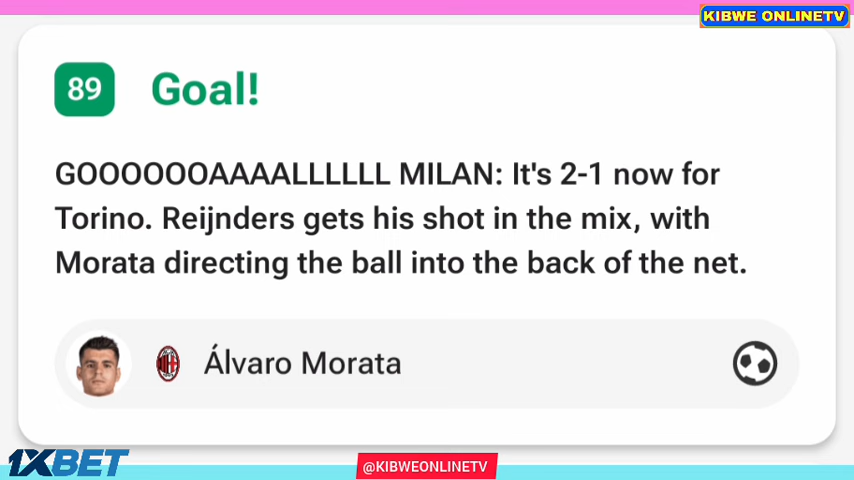 KIBWE ONLINETV
89 Goal!
GOOOOOOAAAALLLLLL MILAN: It's 2-1 now for
Torino. Reijnders gets his shot in the mix, with
Morata directing the ball into the back of the net.
Álvaro Morata
1XBET
@KIBWEONLINETV